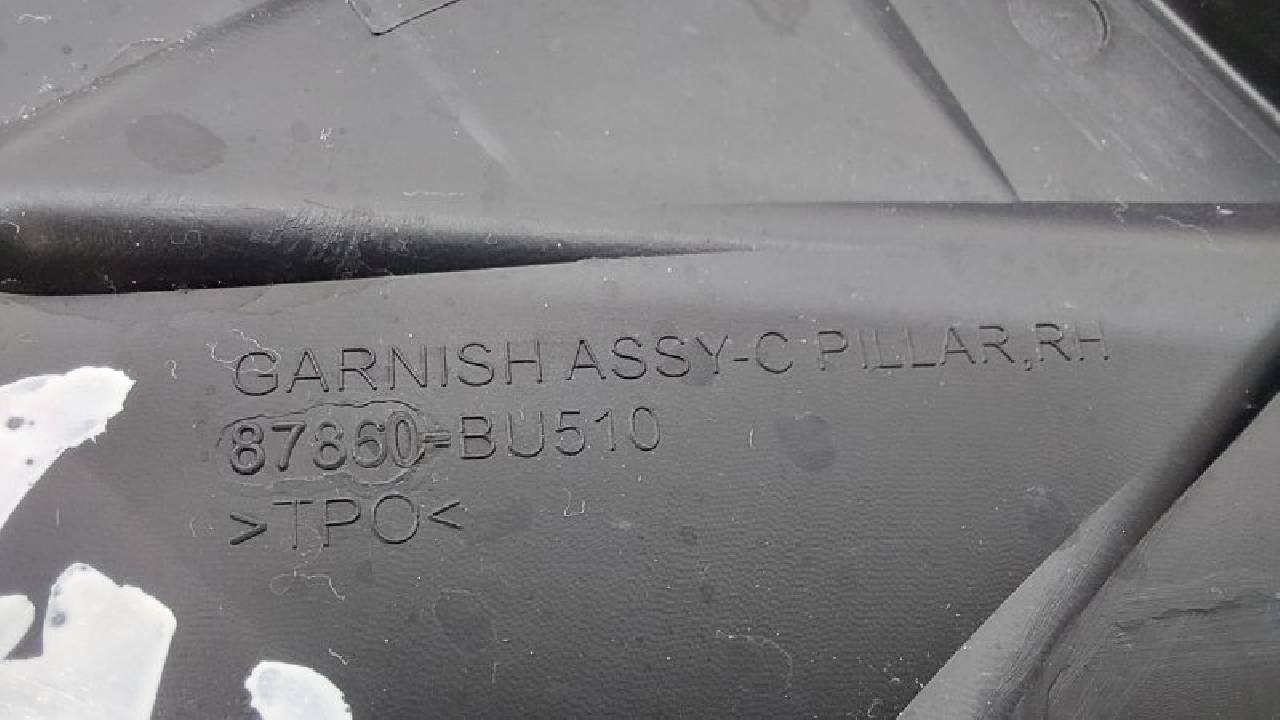 GARNISH ASSY-C PILLAR,RH
87860-BU510
>TPO<